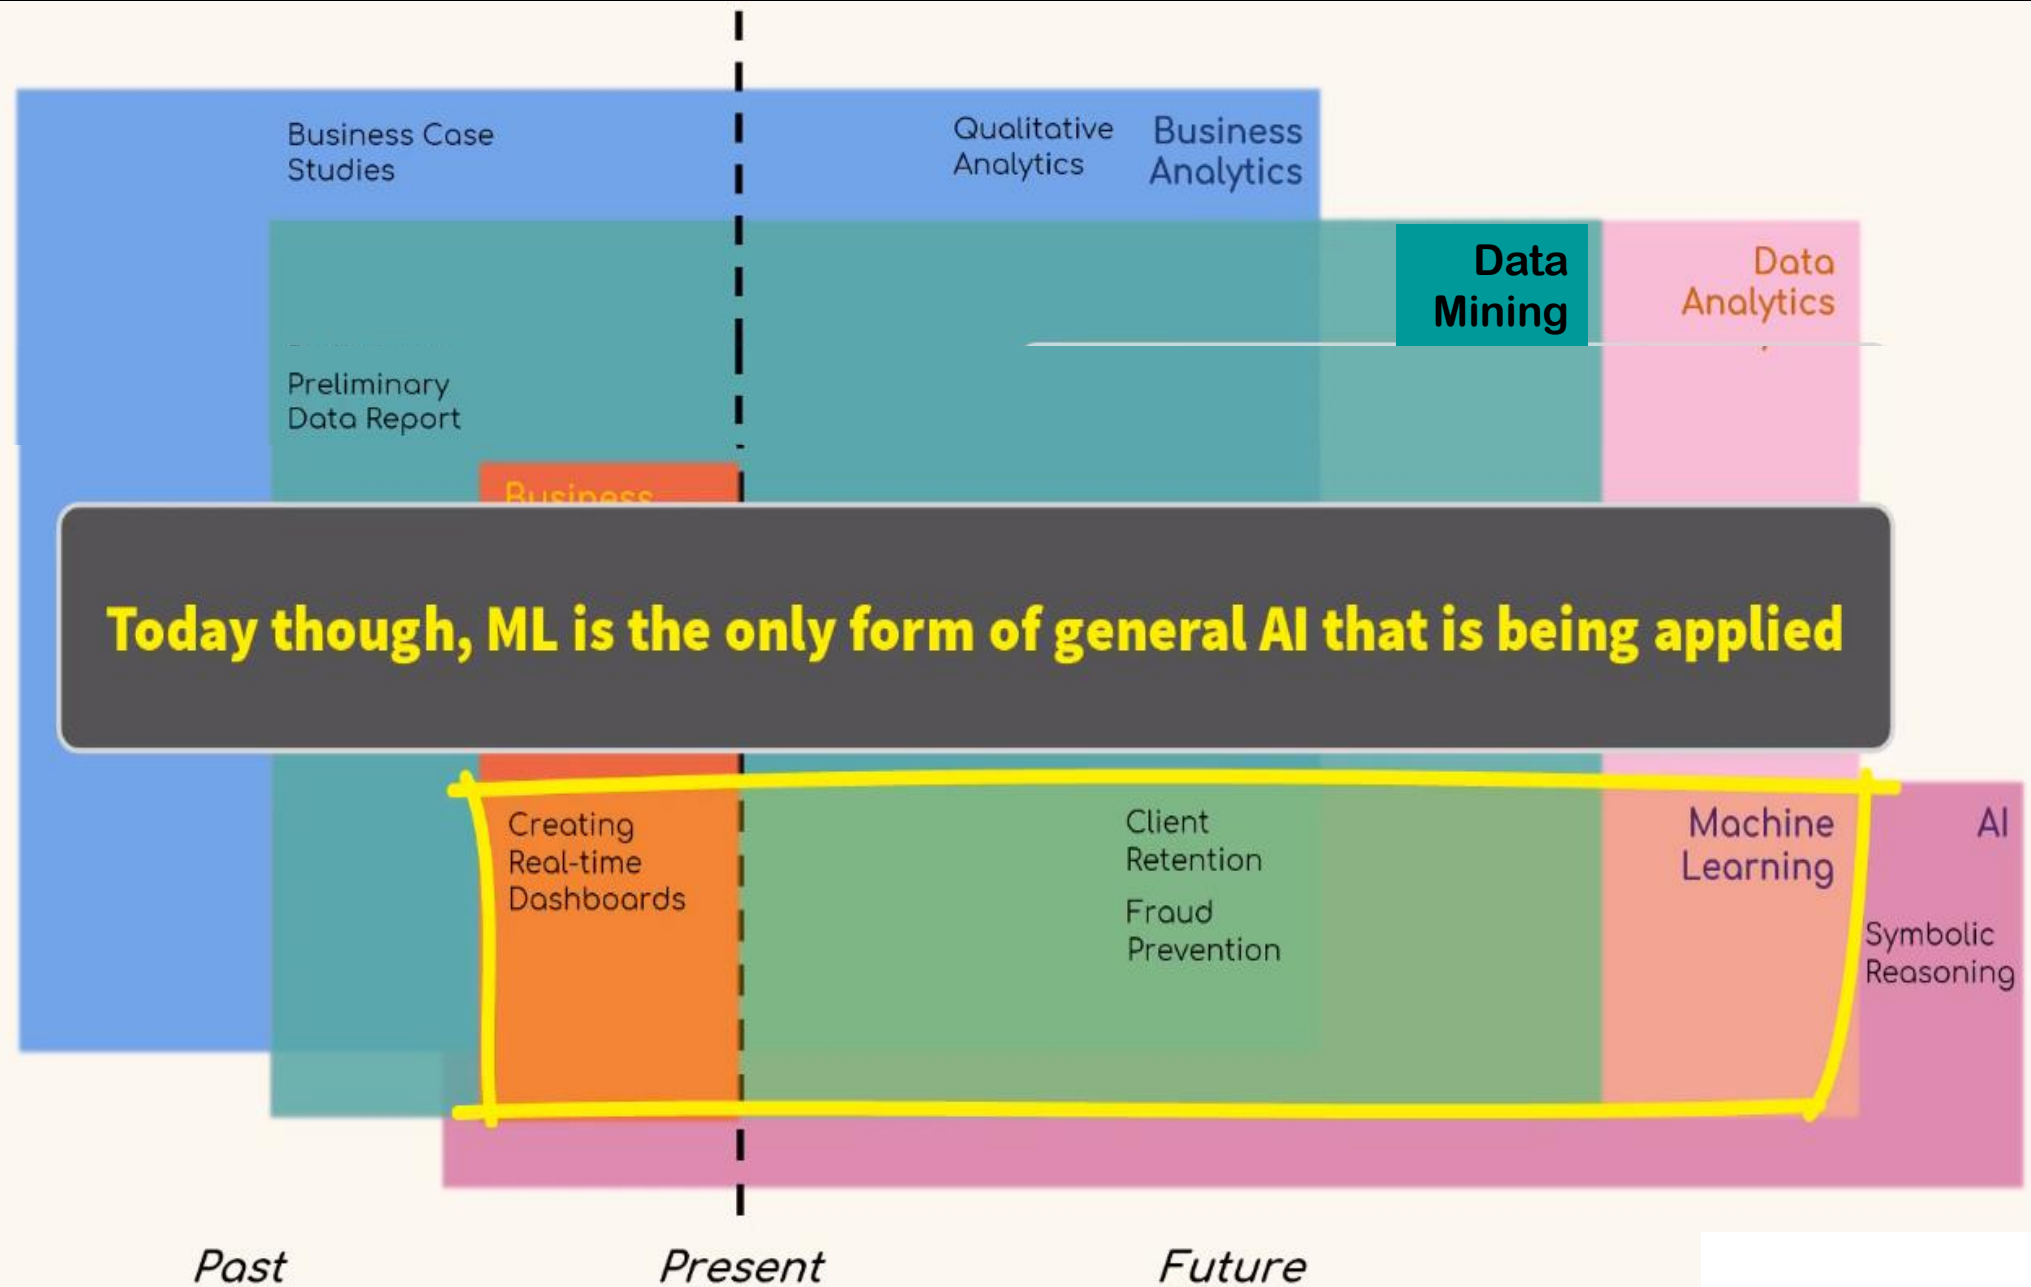 Business Case
Studies
Qualitative
Analytics
Business
Analytics
Data
Mining
Data
Analytics
Preliminary
Data Report
Business
Today though, ML is the only form of general AI that is being applied
Creating
Real-time
Dashboards
Client
Retention
Fraud
Prevention
Machine
Learning
AI
Symbolic
Reasoning
Past
Present
Future